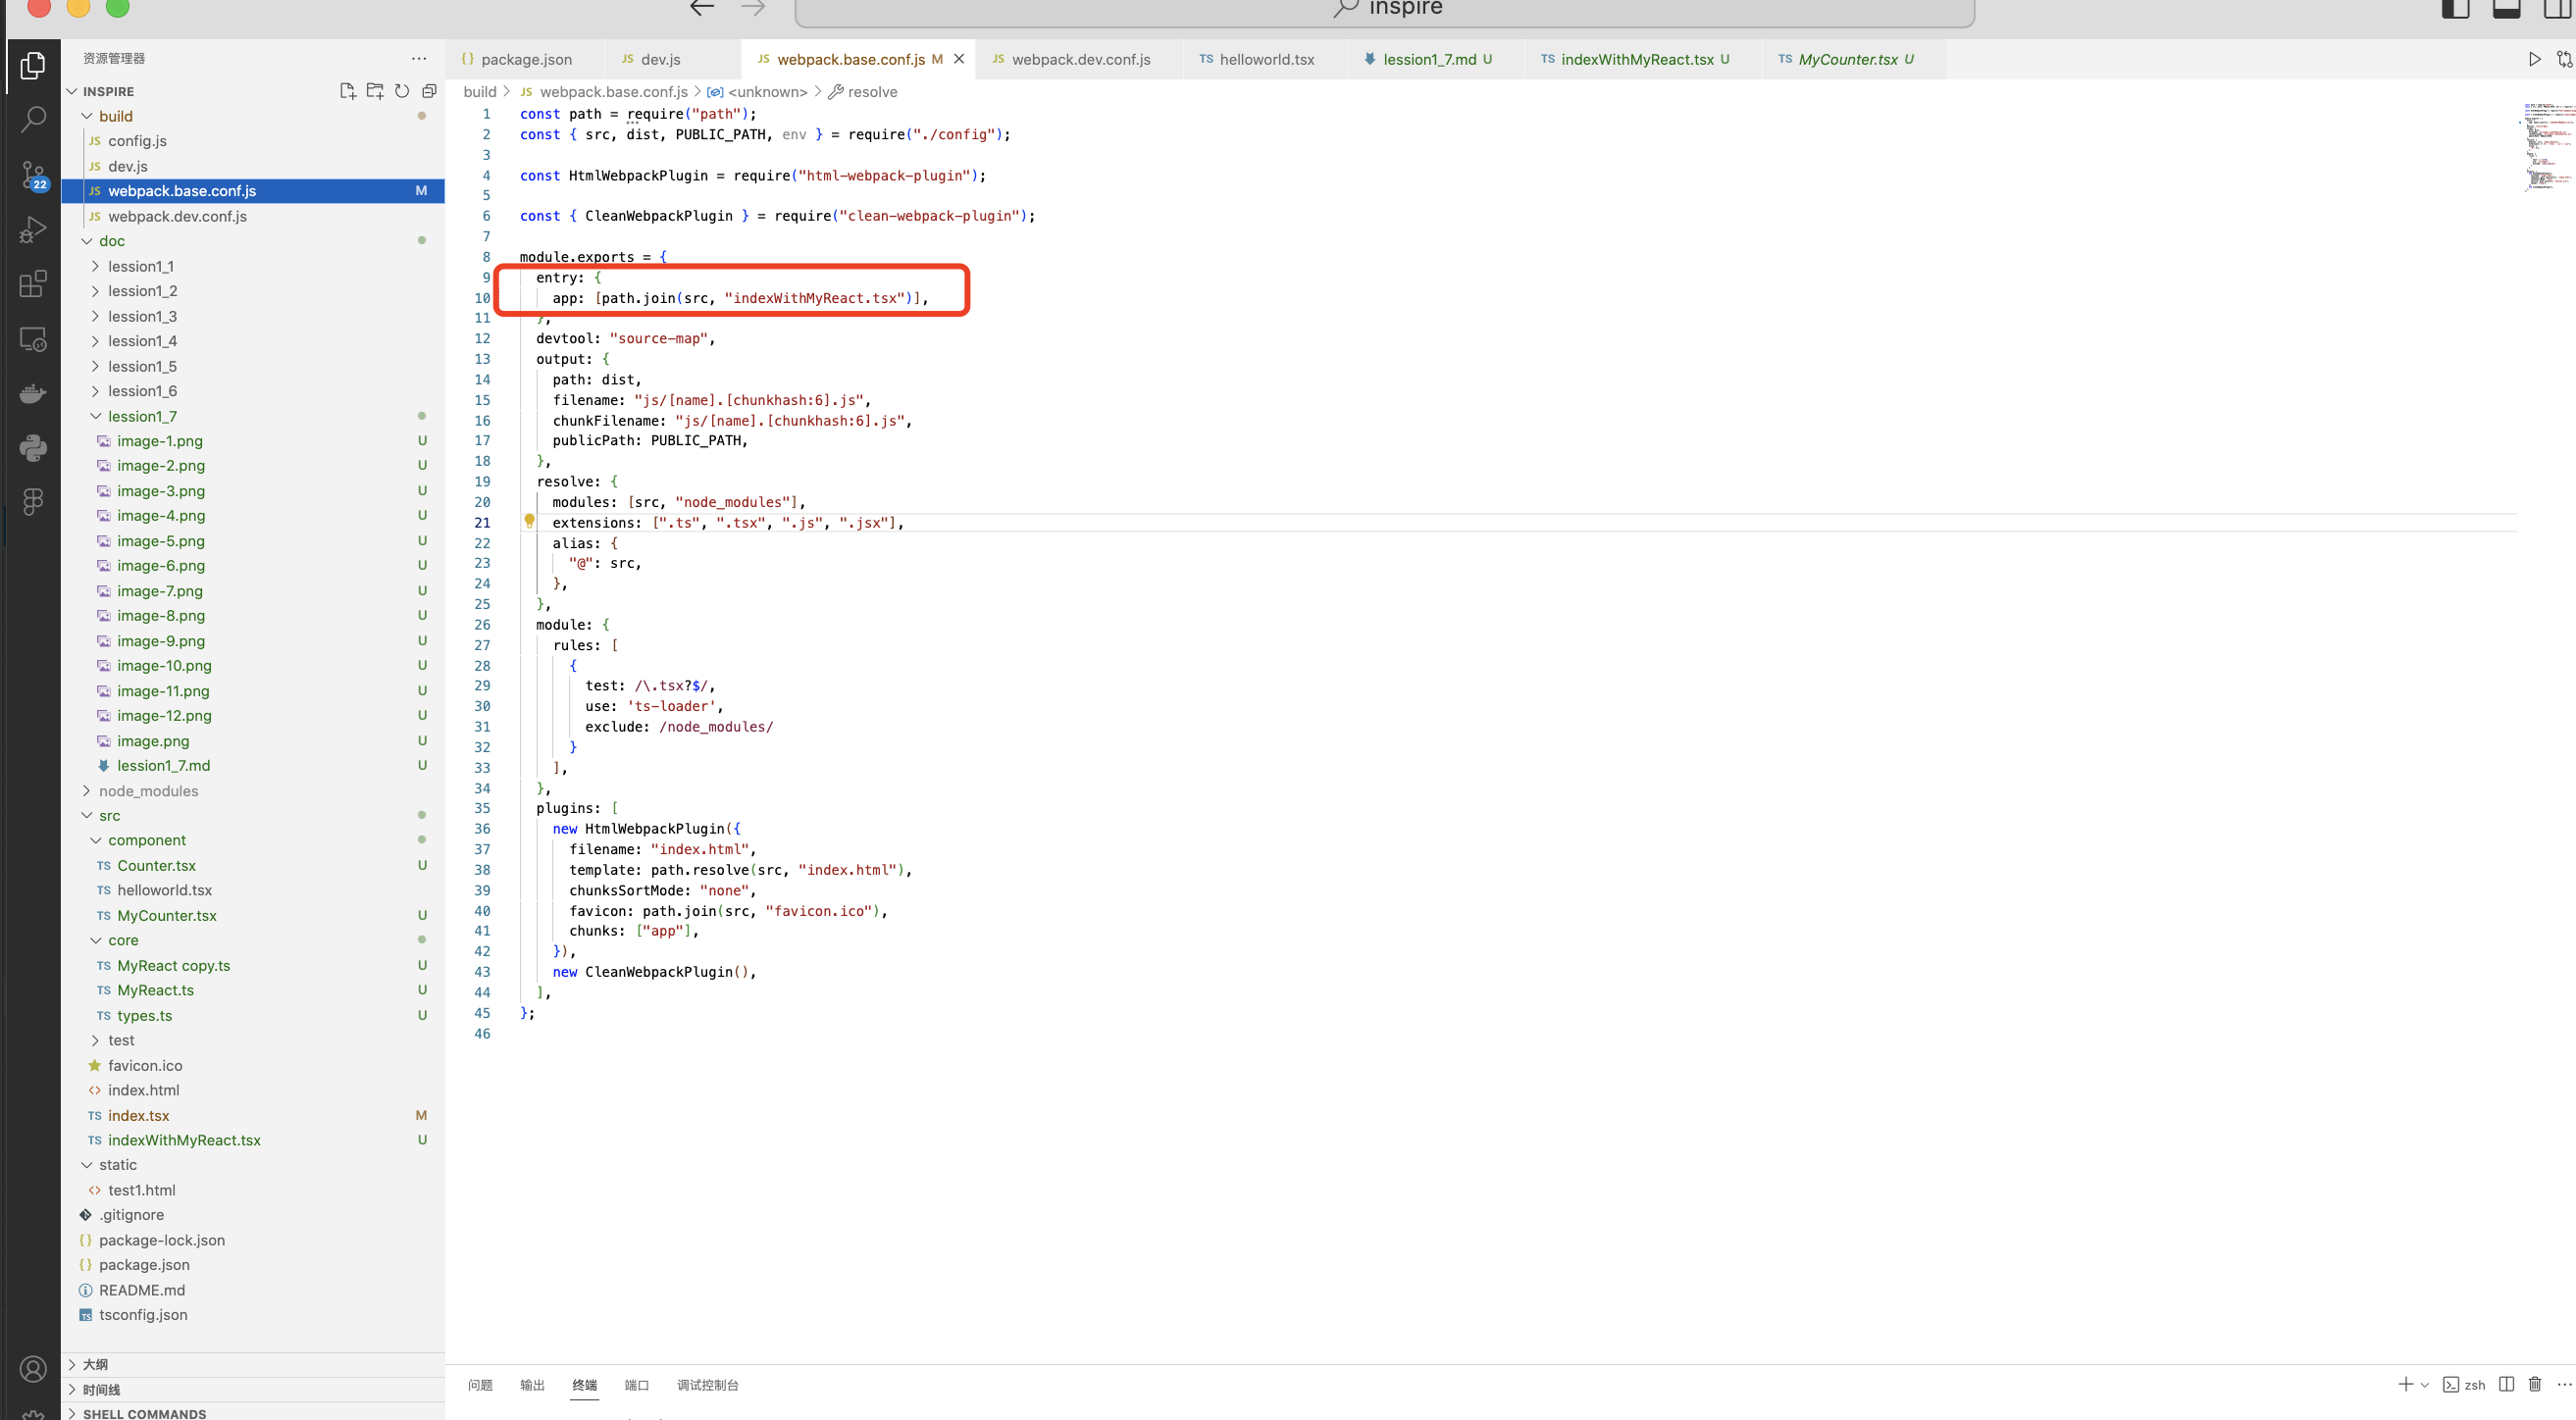 inspire
资源管理器
INSPIRE
build
JS config.js
JS dev.js
JS webpack.base.conf.js M
JS webpack.dev.conf.js
doc
lession1_1
lession1_2
lession1_3
lession1_4
lession1_5
lession1_6
lession1_7
image-1.png U
image-2.png U
image-3.png U
image-4.png U
image-5.png U
image-6.png U
image-7.png U
image-8.png U
image-9.png U
image-10.png U
image-11.png U
image-12.png U
image.png U
lession1_7.md U
node_modules
src
component
TS Counter.tsx U
TS helloworld.tsx
TS MyCounter.tsx U
core
TS MyReact copy.ts U
TS MyReact.ts U
TS types.ts U
test
favicon.ico
<> index.html
TS index.tsx M
TS indexWithMyReact.tsx U
static
<> test1.html
.gitignore
{} package-lock.json
{} package.json
README.md
TS tsconfig.json
大纲
时间线
SHELL COMMANDS
22
{} package.json
JS dev.js
JS webpack.base.conf.js M
JS webpack.dev.conf.js
TS helloworld.tsx
lession1_7.md U
TS indexWithMyReact.tsx U
TS MyCounter.tsx U
build > JS webpack.base.conf.js > <unknown> > resolve
1 const path = require("path");
2 const { src, dist, PUBLIC_PATH, env } = require("./config");
3
4 const HtmlWebpackPlugin = require("html-webpack-plugin");
5
6 const { CleanWebpackPlugin } = require("clean-webpack-plugin");
7
8 module.exports = {
9 entry: {
10 app: [path.join(src, "indexWithMyReact.tsx")],
11 },
12 devtool: "source-map",
13 output: {
14 path: dist,
15 filename: "js/[name].[chunkhash:6].js",
16 chunkFilename: "js/[name].[chunkhash:6].js",
17 publicPath: PUBLIC_PATH,
18 },
19 resolve: {
20 modules: [src, "node_modules"],
21 extensions: [".ts", ".tsx", ".js", ".jsx"],
22 alias: {
23 "@": src,
24 },
25 },
26 module: {
27 rules: [
28 {
29 test: /\.tsx?$/,
30 use: 'ts-loader',
31 exclude: /node_modules/
32 }
33 ],
34 },
35 plugins: [
36 new HtmlWebpackPlugin({
37 filename: "index.html",
38 template: path.resolve(src, "index.html"),
39 chunksSortMode: "none",
40 favicon: path.join(src, "favicon.ico"),
41 chunks: ["app"],
42 }),
43 new CleanWebpackPlugin(),
44 ],
45 };
46
问题 输出 终端 端口 调试控制台
zsh